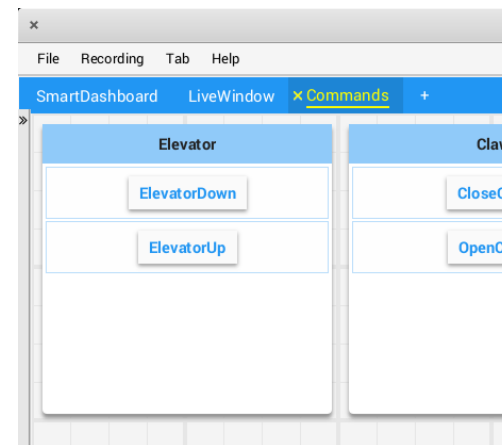 File Recording Tab Help
SmartDashboard LiveWindow × Commands +
Elevator
ElevatorDown
ElevatorUp